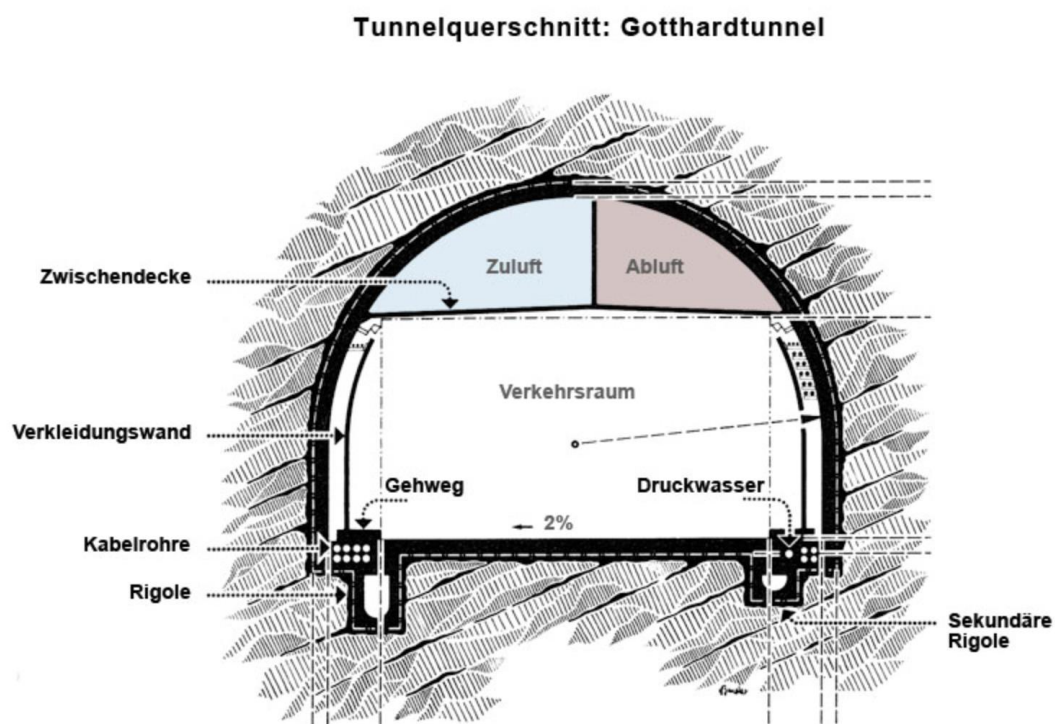 Tunnelquerschnitt: Gotthardtunnel
Zuluft
Abluft
Zwischendecke
Verkehrsraum
Verkleidungswand
Gehweg
Druckwasser
2%
Kabelrohre
Rigole
Sekundäre
Rigole